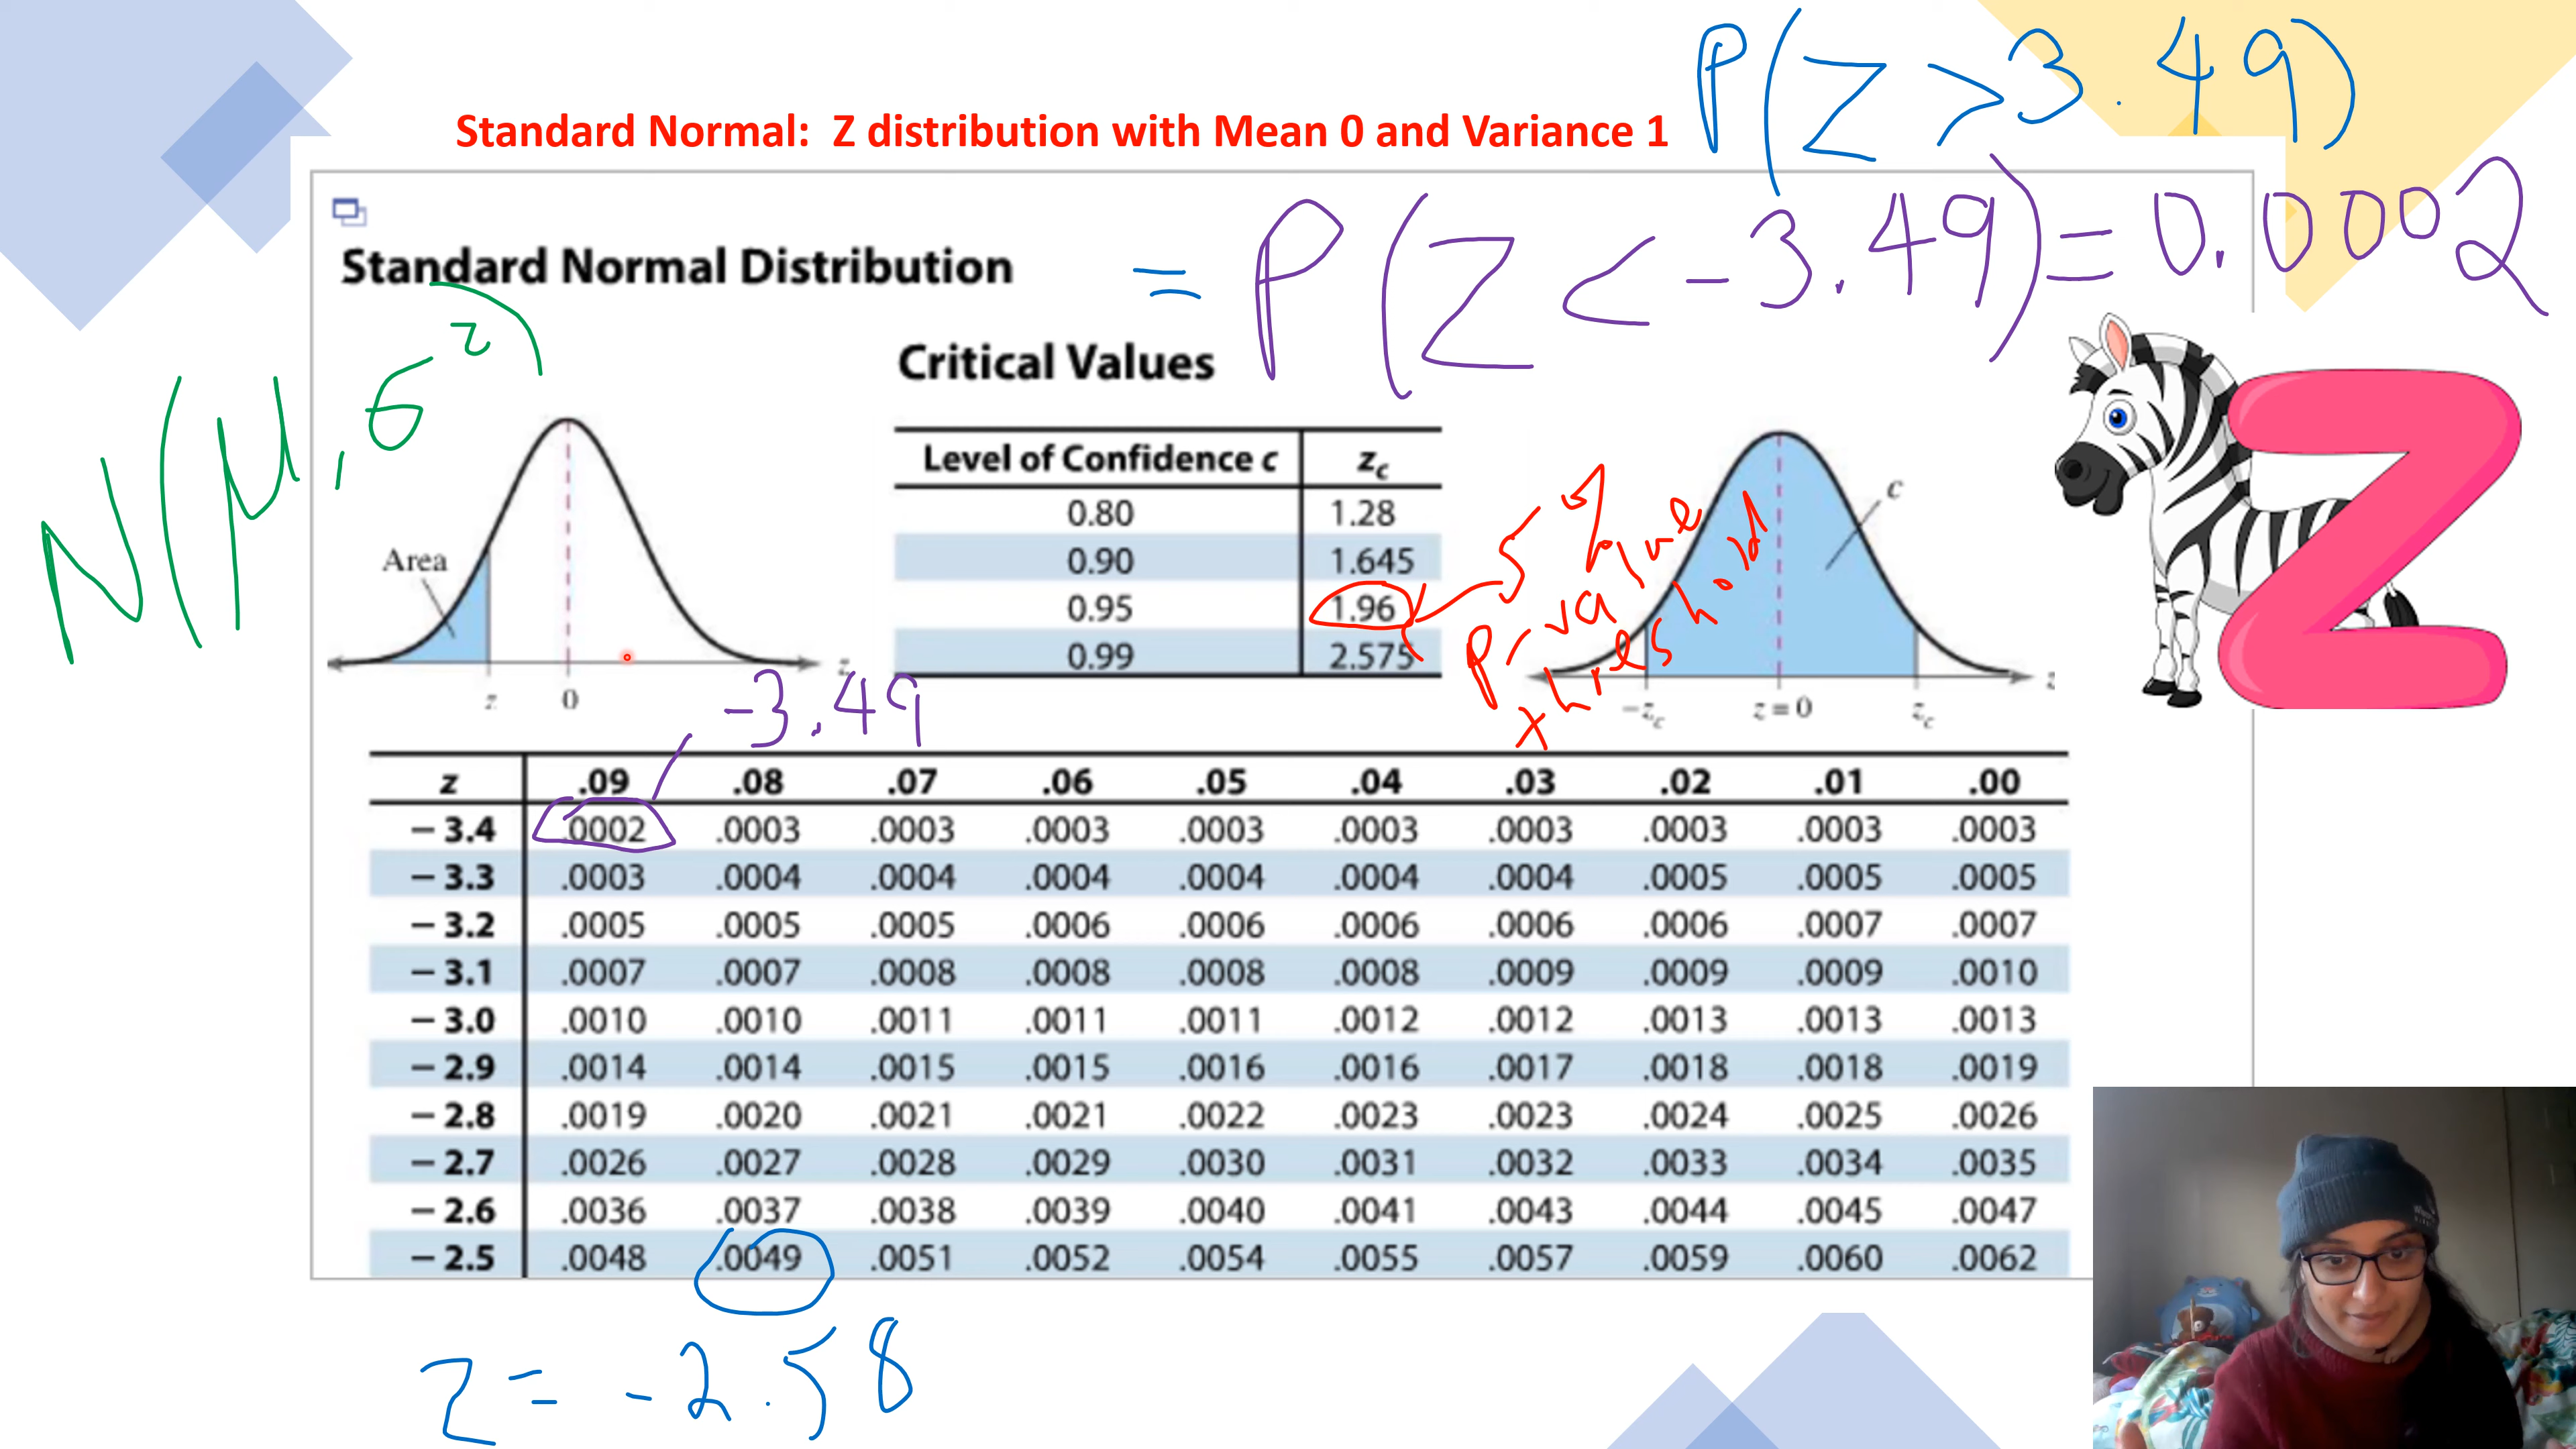 P(Z > 3.49)
Standard Normal: Z distribution with Mean 0 and Variance 1
= P(Z < -3.49) = 0.0002
Standard Normal Distribution
N(μ, σ²)
Critical Values
Level of Confidence c zc
0.80 1.28
0.90 1.645
0.95 1.96
0.99 2.575
5%
P-value
threshold
Area
z 0 z
c
-zc z = 0 zc z
Z
-3.49
z .09 .08 .07 .06 .05 .04 .03 .02 .01 .00
− 3.4 .0002 .0003 .0003 .0003 .0003 .0003 .0003 .0003 .0003 .0003
− 3.3 .0003 .0004 .0004 .0004 .0004 .0004 .0004 .0005 .0005 .0005
− 3.2 .0005 .0005 .0005 .0006 .0006 .0006 .0006 .0006 .0007 .0007
− 3.1 .0007 .0007 .0008 .0008 .0008 .0008 .0009 .0009 .0009 .0010
− 3.0 .0010 .0010 .0011 .0011 .0011 .0012 .0012 .0013 .0013 .0013
− 2.9 .0014 .0014 .0015 .0015 .0016 .0016 .0017 .0018 .0018 .0019
− 2.8 .0019 .0020 .0021 .0021 .0022 .0023 .0023 .0024 .0025 .0026
− 2.7 .0026 .0027 .0028 .0029 .0030 .0031 .0032 .0033 .0034 .0035
− 2.6 .0036 .0037 .0038 .0039 .0040 .0041 .0043 .0044 .0045 .0047
− 2.5 .0048 .0049 .0051 .0052 .0054 .0055 .0057 .0059 .0060 .0062
Z = -2.58